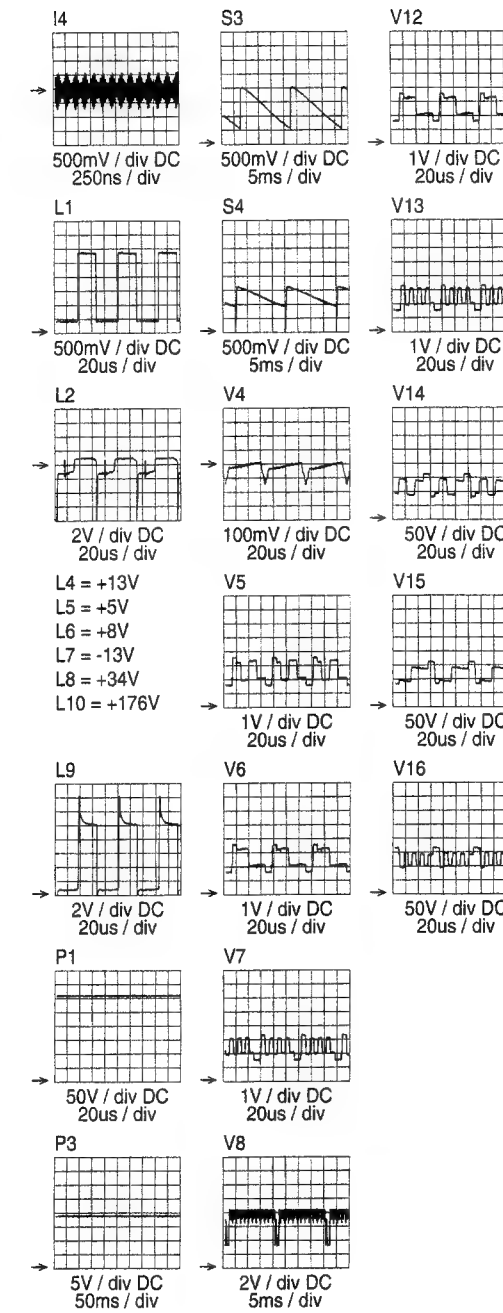 I4
500mV / div DC
250ns / div
L1
500mV / div DC
20us / div
L2
2V / div DC
20us / div
L4 = +13V
L5 = +5V
L6 = +8V
L7 = -13V
L8 = +34V
L10 = +176V
L9
2V / div DC
20us / div
P1
50V / div DC
20us / div
P3
5V / div DC
50ms / div
S3
500mV / div DC
5ms / div
S4
500mV / div DC
5ms / div
V4
100mV / div DC
20us / div
V5
1V / div DC
20us / div
V6
1V / div DC
20us / div
V7
1V / div DC
20us / div
V8
2V / div DC
5ms / div
V12
1V / div DC
20us / div
V13
1V / div DC
20us / div
V14
50V / div DC
20us / div
V15
50V / div DC
20us / div
V16
50V / div DC
20us / div